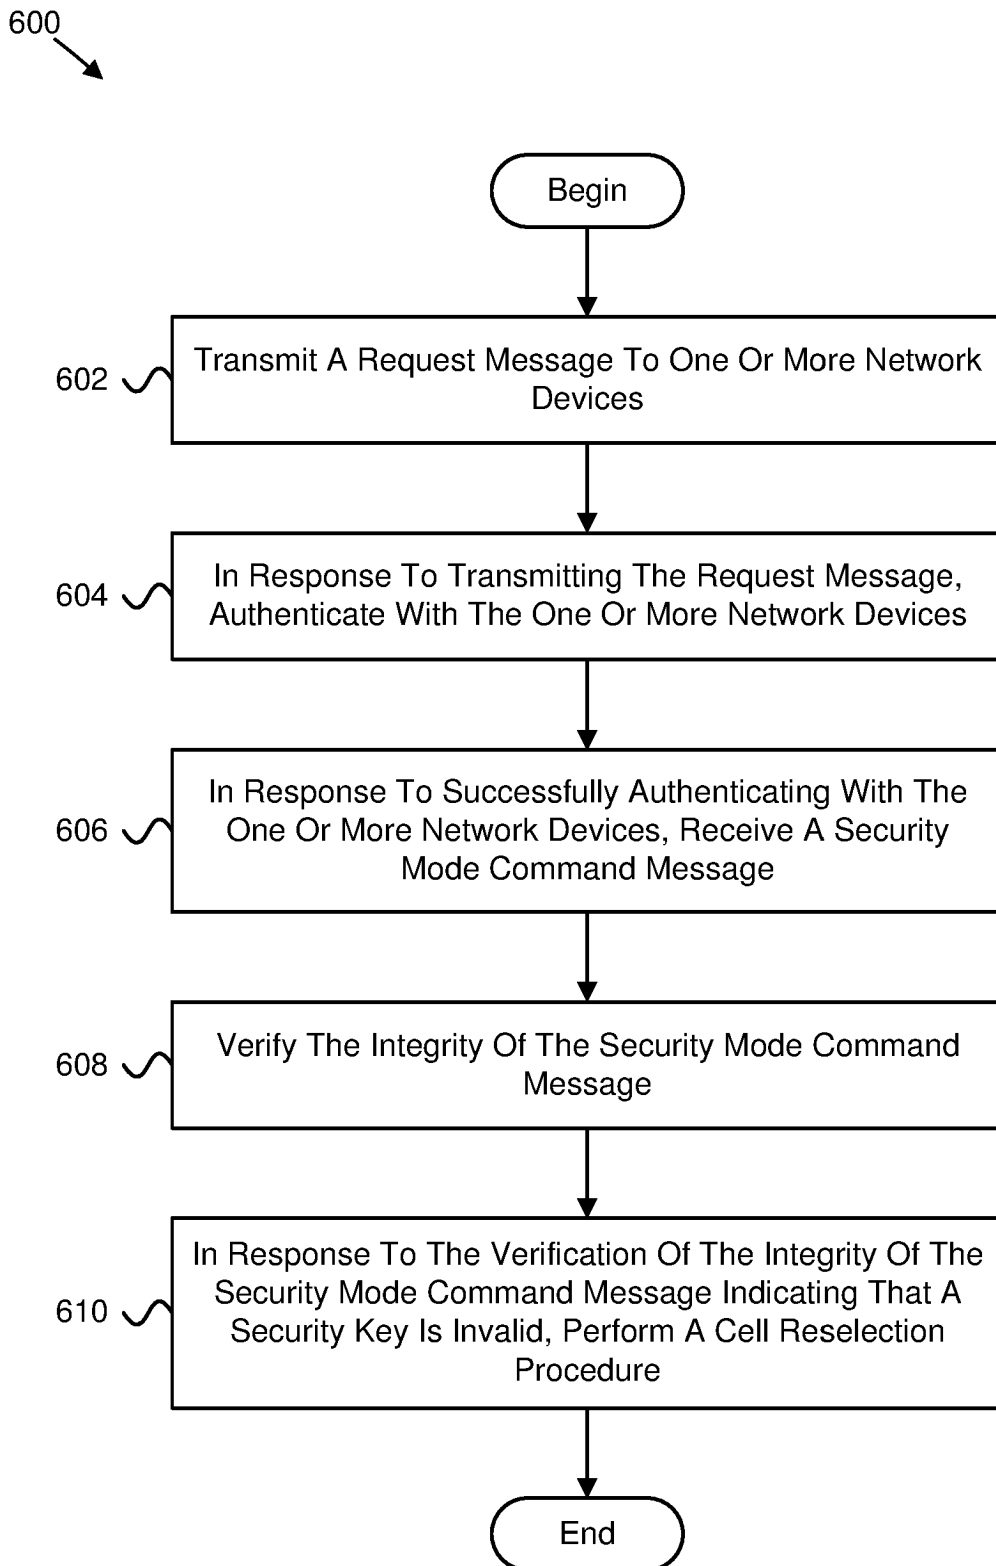 600
Begin
602
Transmit A Request Message To One Or More Network
Devices
604
In Response To Transmitting The Request Message,
Authenticate With The One Or More Network Devices
606
In Response To Successfully Authenticating With The
One Or More Network Devices, Receive A Security
Mode Command Message
608
Verify The Integrity Of The Security Mode Command
Message
610
In Response To The Verification Of The Integrity Of The
Security Mode Command Message Indicating That A
Security Key Is Invalid, Perform A Cell Reselection
Procedure
End